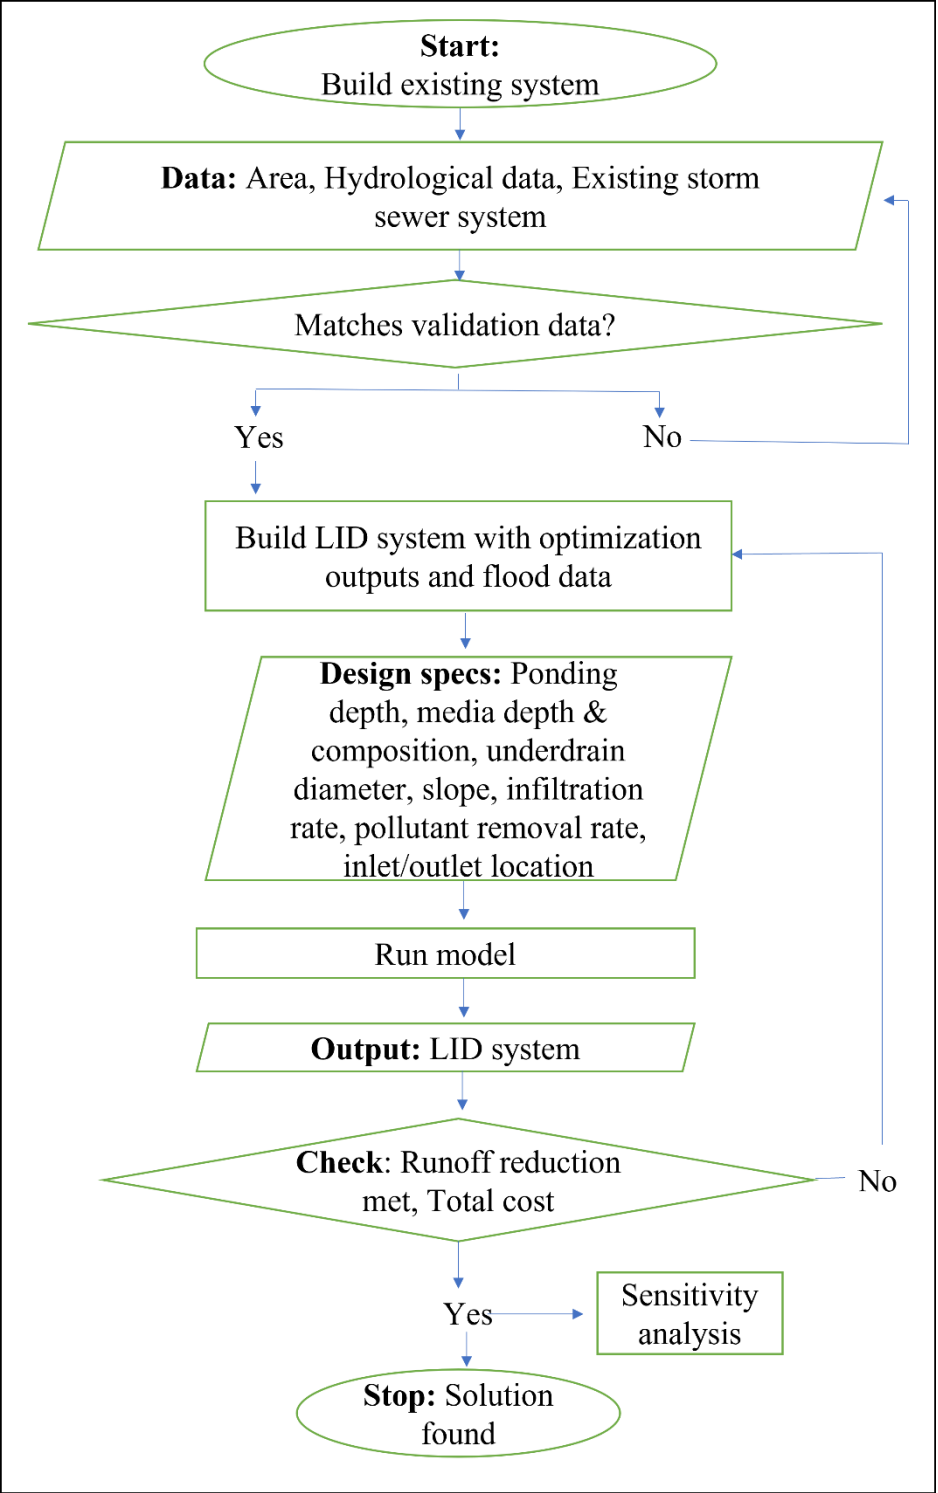 Start:
Build existing system
Data: Area, Hydrological data, Existing storm
sewer system
Matches validation data?
Yes
No
Build LID system with optimization
outputs and flood data
Design specs: Ponding
depth, media depth &
composition, underdrain
diameter, slope, infiltration
rate, pollutant removal rate,
inlet/outlet location
Run model
Output: LID system
Check: Runoff reduction
met, Total cost
No
Yes
Sensitivity
analysis
Stop: Solution
found